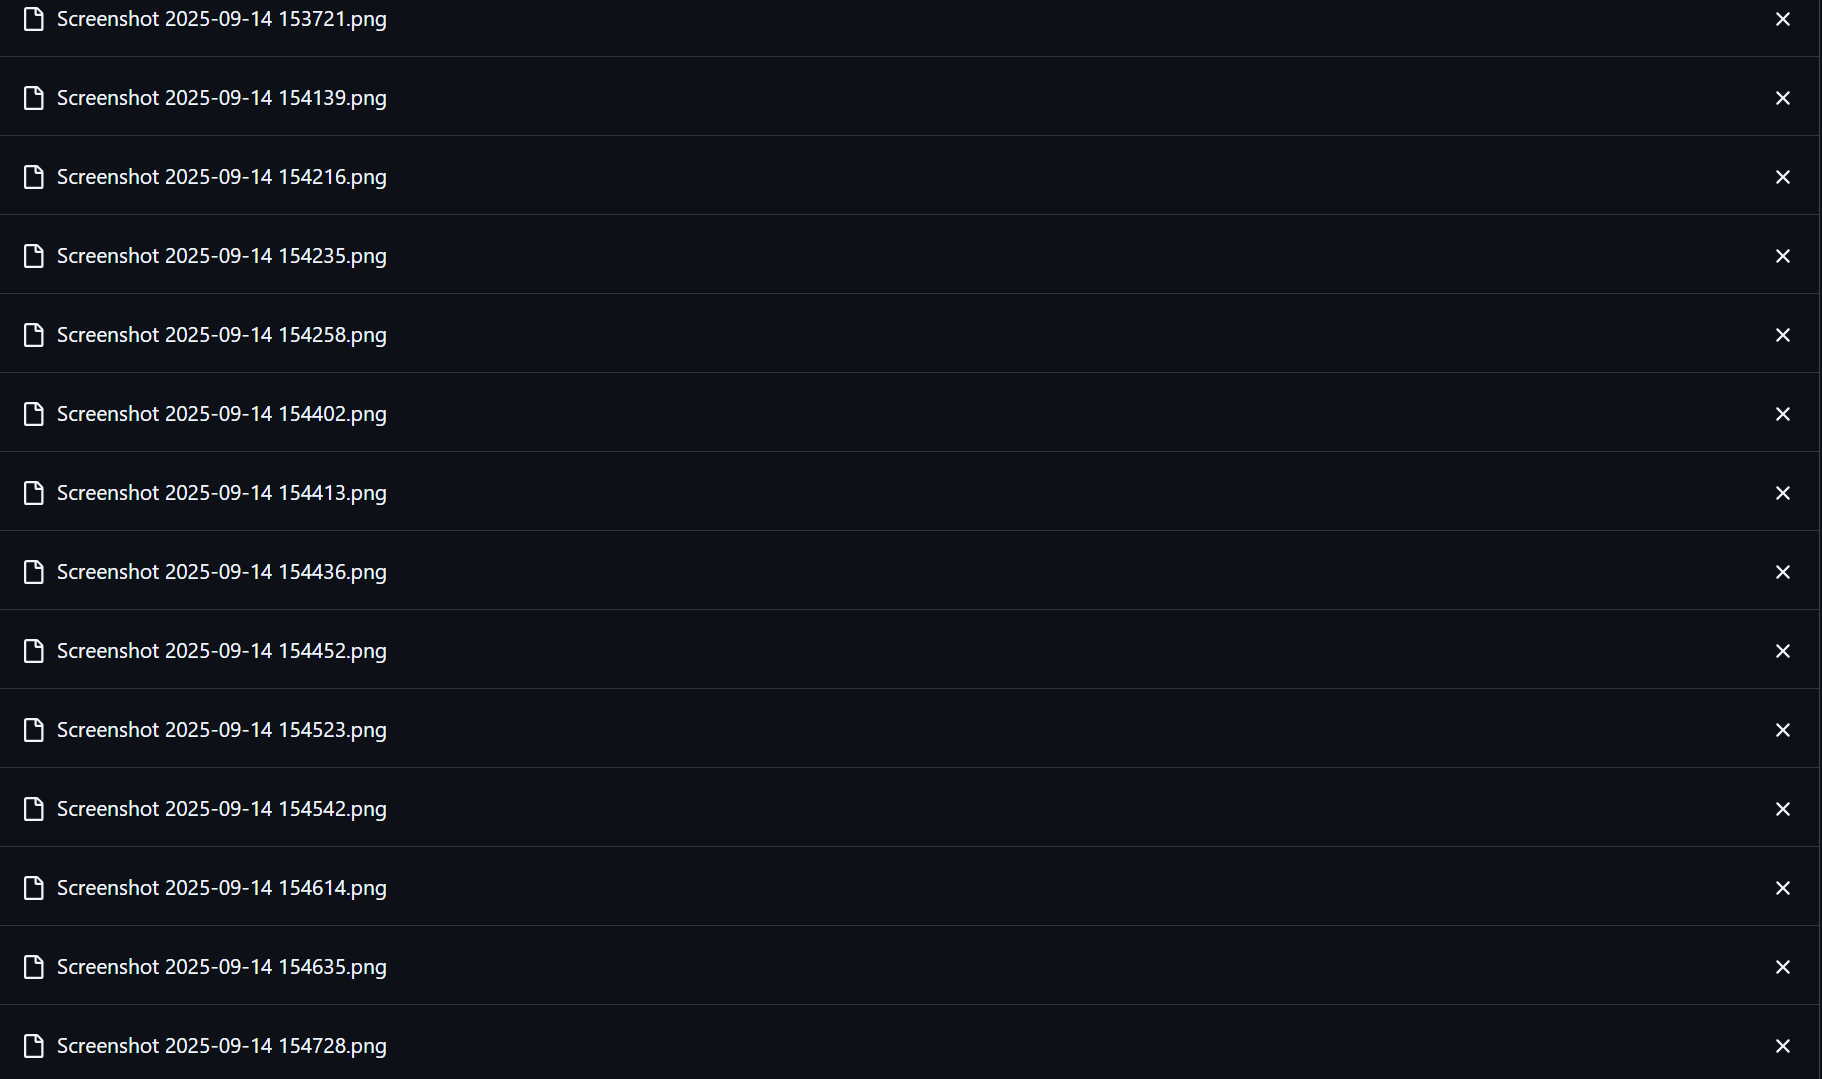 Screenshot 2025-09-14 153721.png
Screenshot 2025-09-14 154139.png
Screenshot 2025-09-14 154216.png
Screenshot 2025-09-14 154235.png
Screenshot 2025-09-14 154258.png
Screenshot 2025-09-14 154402.png
Screenshot 2025-09-14 154413.png
Screenshot 2025-09-14 154436.png
Screenshot 2025-09-14 154452.png
Screenshot 2025-09-14 154523.png
Screenshot 2025-09-14 154542.png
Screenshot 2025-09-14 154614.png
Screenshot 2025-09-14 154635.png
Screenshot 2025-09-14 154728.png